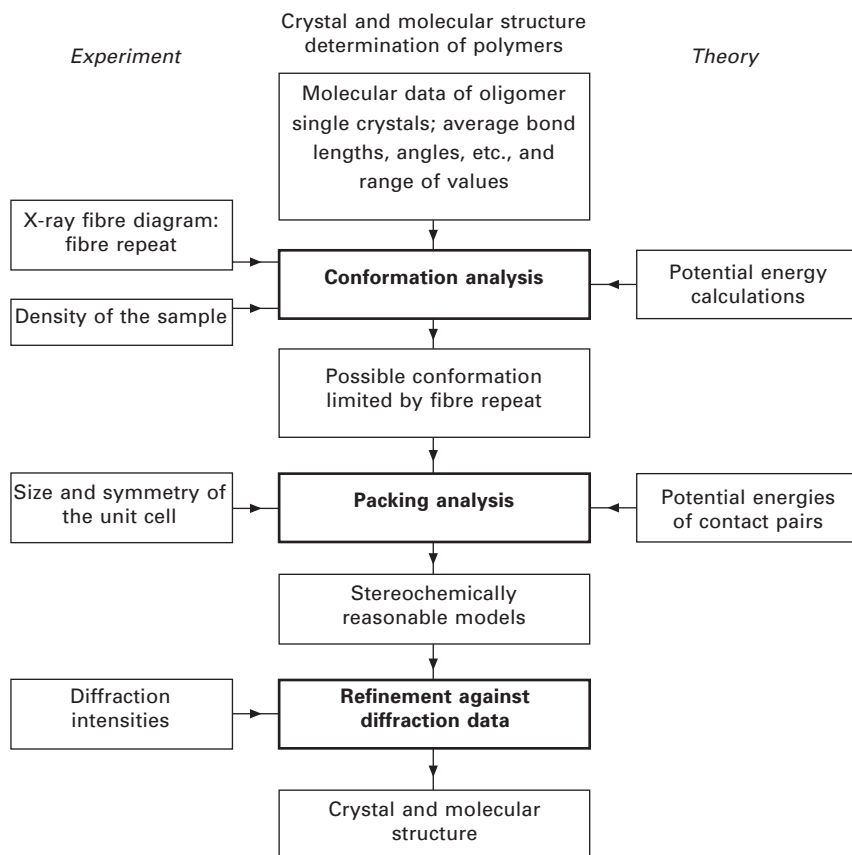 Crystal and molecular structure
determination of polymers
Experiment
Theory
Molecular data of oligomer
single crystals; average bond
lengths, angles, etc., and
range of values
X-ray fibre diagram:
fibre repeat
Conformation analysis
Potential energy
calculations
Density of the sample
Possible conformation
limited by fibre repeat
Size and symmetry of
the unit cell
Packing analysis
Potential energies
of contact pairs
Stereochemically
reasonable models
Diffraction
intensities
Refinement against
diffraction data
Crystal and molecular
structure